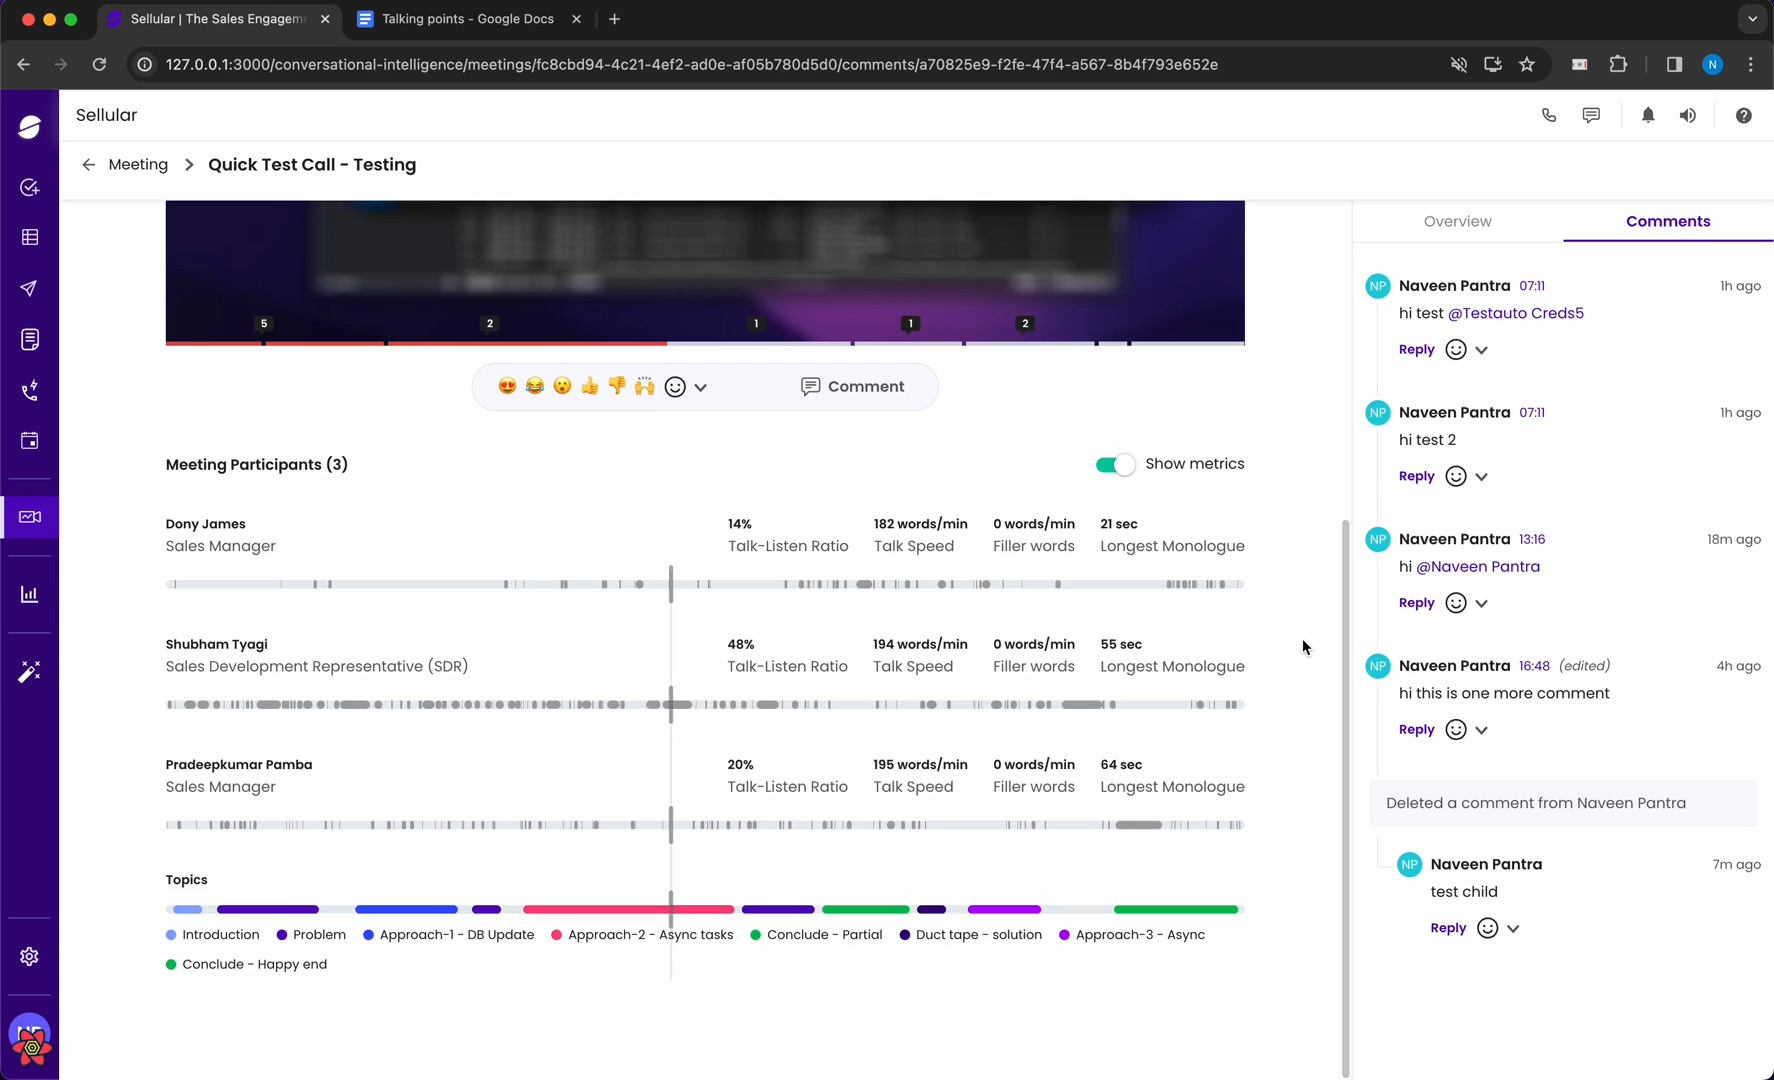 Sellular | The Sales Engagem
Talking points - Google Docs
127.0.0.1:3000/conversational-intelligence/meetings/fc8cbd94-4c21-4ef2-ad0e-af05b780d5d0/comments/a70825e9-f2fe-47f4-a567-8b4f793e652e
N
Sellular
Meeting > Quick Test Call - Testing
5 2 1 1 2
Comment
Meeting Participants (3)
Show metrics
Dony James 14% 182 words/min 0 words/min 21 sec
Sales Manager Talk-Listen Ratio Talk Speed Filler words Longest Monologue
Shubham Tyagi 48% 194 words/min 0 words/min 55 sec
Sales Development Representative (SDR) Talk-Listen Ratio Talk Speed Filler words Longest Monologue
Pradeepkumar Pamba 20% 195 words/min 0 words/min 64 sec
Sales Manager Talk-Listen Ratio Talk Speed Filler words Longest Monologue
Topics
Introduction Problem Approach-1 - DB Update Approach-2 - Async tasks Conclude - Partial Duct tape - solution Approach-3 - Async
Conclude - Happy end
Overview Comments
NP Naveen Pantra 07:11 1h ago
hi test @Testauto Creds5
Reply
NP Naveen Pantra 07:11 1h ago
hi test 2
Reply
NP Naveen Pantra 13:16 18m ago
hi @Naveen Pantra
Reply
NP Naveen Pantra 16:48 (edited) 4h ago
hi this is one more comment
Reply
Deleted a comment from Naveen Pantra
NP Naveen Pantra 7m ago
test child
Reply